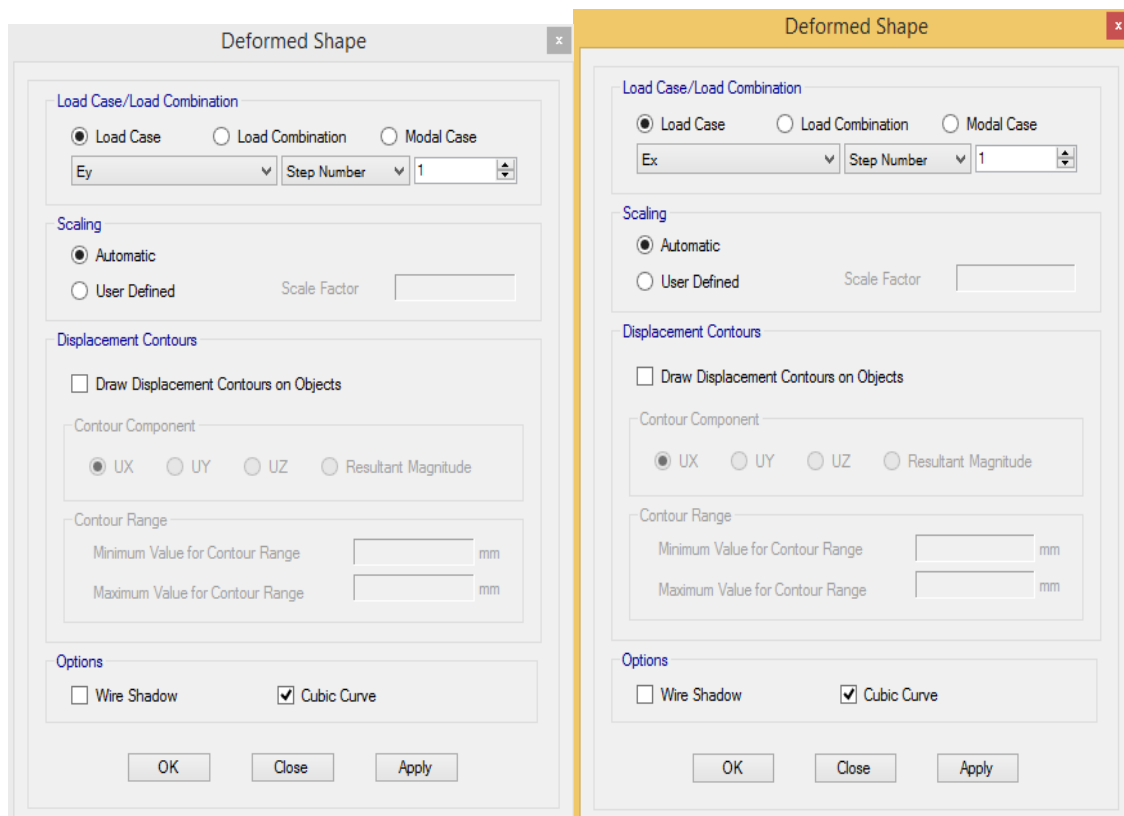 Deformed Shape
x
Load Case/Load Combination
Load Case Load Combination Modal Case
Ey Step Number 1
Scaling
Automatic
User Defined Scale Factor
Displacement Contours
Draw Displacement Contours on Objects
Contour Component
UX UY UZ Resultant Magnitude
Contour Range
Minimum Value for Contour Range mm
Maximum Value for Contour Range mm
Options
Wire Shadow Cubic Curve
OK Close Apply
Deformed Shape
x
Load Case/Load Combination
Load Case Load Combination Modal Case
Ex Step Number 1
Scaling
Automatic
User Defined Scale Factor
Displacement Contours
Draw Displacement Contours on Objects
Contour Component
UX UY UZ Resultant Magnitude
Contour Range
Minimum Value for Contour Range mm
Maximum Value for Contour Range mm
Options
Wire Shadow Cubic Curve
OK Close Apply